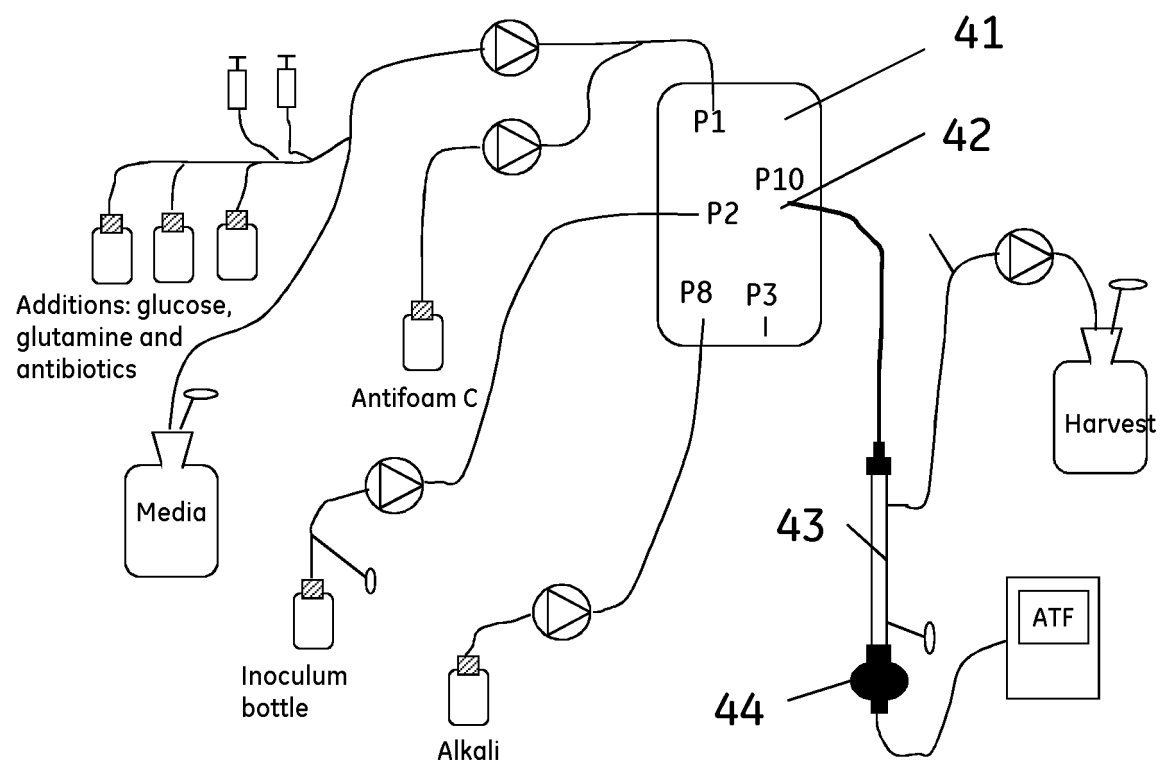 41
P1
42
P10
P2
P8 P3
Additions: glucose,
glutamine and
antibiotics
Antifoam C
Harvest
Media
43
ATF
Inoculum
bottle
44
Alkali